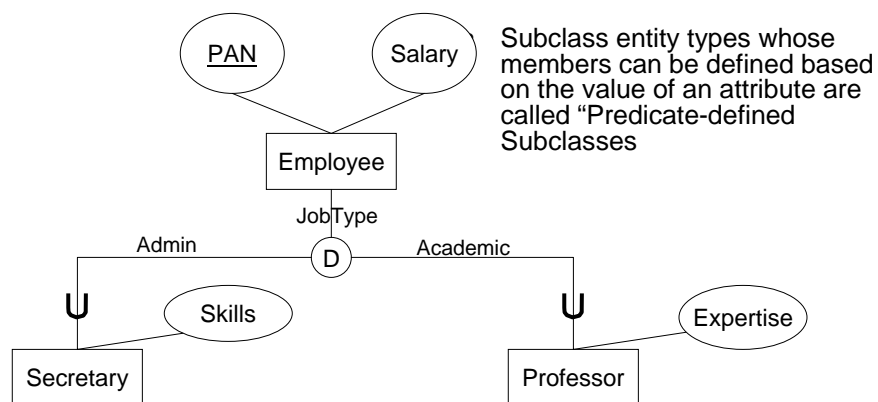 PAN
Salary
Subclass entity types whose
members can be defined based
on the value of an attribute are
called “Predicate-defined
Subclasses
Employee
JobType
Admin
D
Academic
Skills
Expertise
Secretary
Professor